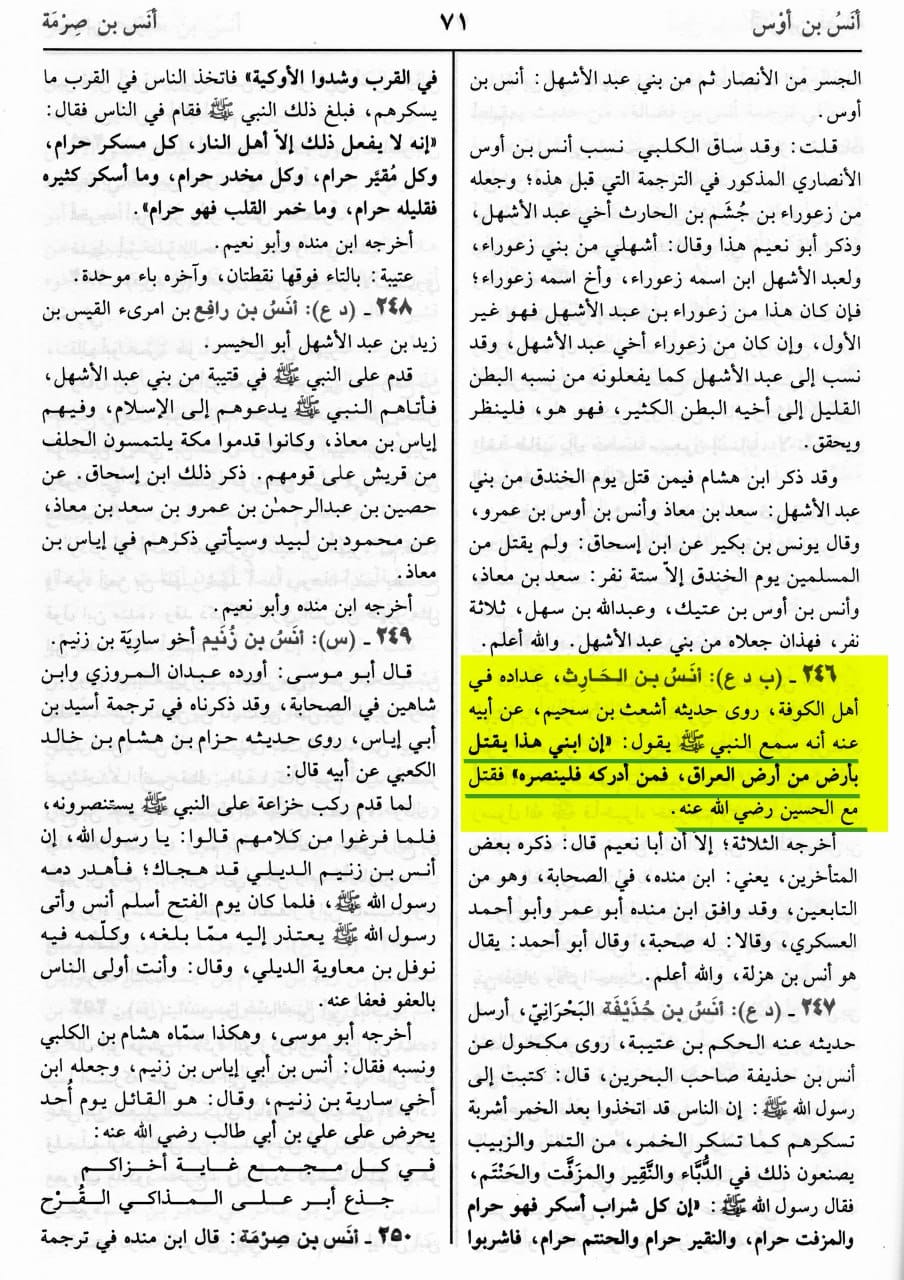 أَنَسُ بن أَوْس
٧١
أَنَس بن صِرْمَة
الجسر من الأنصار ثم من بني عبد الأشهل: أنس بن
أوس.
قلت: وقد ساق الكلبي نسب أنس بن أوس
الأنصاري المذكور في الترجمة التي قبل هذه؛ وجعله
من زعوراء بن جُشَم بن الحارث أخي عبد الأشهل،
وذكر أبو نعيم هذا وقال: أشهلي من بني زعوراء،
ولعبد الأشهل ابن اسمه زعوراء، وأخ اسمه زعوراء؛
فإن كان هذا من زعوراء بن عبد الأشهل فهو غير
الأول، وإن كان من زعوراء أخي عبد الأشهل، وقد
نسب إلى عبد الأشهل كما يفعلونه من نسبه البطن
القليل إلى أخيه البطن الكثير، فهو هو، فلينظر
ويحقق.
وقد ذكر ابن هشام فيمن قتل يوم الخندق من بني
عبد الأشهل: سعد بن معاذ وأنس بن أوس بن عمرو،
وقال يونس بن بكير عن ابن إسحاق: ولم يقتل من
المسلمين يوم الخندق إلاّ ستة نفر: سعد بن معاذ،
وأنس بن أوس بن عتيك، وعبدالله بن سهل، ثلاثة
نفر، فهذان جعلاه من بني عبد الأشهل. والله أعلم.
٢٤٦ ـ (ب د ع): أَنَسُ بن الحَارِث، عداده في
أهل الكوفة، روى حديثه أشعث بن سحيم، عن أبيه
عنه أنه سمع النبي ﷺ يقول: «إن ابني هذا يقتل
بأرض من أرض العراق، فمن أدركه فلينصره» فقتل
مع الحسين رضي الله عنه.
أخرجه الثلاثة؛ إلاّ أن أبا نعيم قال: ذكره بعض
المتأخرين، يعني: ابن منده، في الصحابة، وهو من
التابعين، وقد وافق ابن منده أبو عمر وأبو أحمد
العسكري، وقالا: له صحبة، وقال أبو أحمد: يقال
هو أنس بن هزلة، والله أعلم.
٢٤٧ ـ (د ع): أَنَسُ بن حُذَيْفَة البَحْرَانِيّ، أرسل
حديثه عنه الحكم بن عتيبة، روى مكحول عن
أنس بن حذيفة صاحب البحرين، قال: كتبت إلى
رسول الله ﷺ: إن الناس قد اتخذوا بعد الخمر أشربة
تسكرهم كما تسكر الخمر، من التمر والزبيب
يصنعون ذلك في الدُّبَّاء والنَّقِير والمزَفَّت والحَنْتَم،
فقال رسول الله ﷺ: «إن كل شراب أسكر فهو حرام
والمزفت حرام، والنقير حرام والحنتم حرام، فاشربوا
في القرب وشدوا الأوكية» فاتخذ الناس في القرب ما
يسكرهم، فبلغ ذلك النبي ﷺ فقام في الناس فقال:
«إنه لا يفعل ذلك إلاّ أهل النار، كل مسكر حرام،
وكل مُقيَّر حرام، وكل مخدر حرام، وما أسكر كثيره
فقليله حرام، وما خمر القلب فهو حرام».
أخرجه ابن منده وأبو نعيم.
عتيبة: بالتاء فوقها نقطتان، وآخره باء موحدة:
٢٤٨ ـ (د ع): أَنَسُ بن رافِع بن امرىء القيس بن
زيد بن عبد الأشهل أبو الحيسر.
قدم على النبي ﷺ في قتيبة من بني عبد الأشهل،
فأتاهم النبي ﷺ يدعوهم إلى الإسلام، وفيهم
إياس بن معاذ، وكانوا قدموا مكة يلتمسون الحلف
من قريش على قومهم. ذكر ذلك ابن إسحاق. عن
حصين بن عبدالرحمٰن بن عمرو بن سعد بن معاذ،
عن محمود بن لبيد وسيأتي ذكرهم في إياس بن
معاذ.
أخرجه ابن منده وأبو نعيم.
٢٤٩ ـ (س): أَنَسُ بن زُنَيم أخو سارِيَة بن زنيم.
قال أبو موسى: أورده عبدان المروزي وابن
شاهين في الصحابة، وقد ذكرناه في ترجمة أسيد بن
أبي إياس، روى حديثه حزام بن هشام بن خالد
الكعبي عن أبيه قال:
لما قدم ركب خزاعة على النبي ﷺ يستنصرونه،
فلما فرغوا من كلامهم قالوا: يا رسول الله، إن
أنس بن زنيم الديلي قد هجاك؛ فأهدر دمه
رسول الله ﷺ، فلما كان يوم الفتح أسلم أنس وأتى
رسول الله ﷺ يعتذر إليه ممّا بلغه، وكلّمه فيه
نوفل بن معاوية الديلي، وقال: وأنت أولى الناس
بالعفو فعفا عنه.
أخرجه أبو موسى، وهكذا سمّاه هشام بن الكلبي
ونسبه فقال: أنس بن أبي إياس بن زنيم، وجعله ابن
أخي سارية بن زنيم، وقال: هو القائل يوم أُحد
يحرض على علي بن أبي طالب رضي الله عنه:
في كل مجمع غاية أخزاكم
جذع أبر على المذاكي القُرْح
٢٥٠ ـ أنَس بن صِرْمَة: قال ابن منده في ترجمة